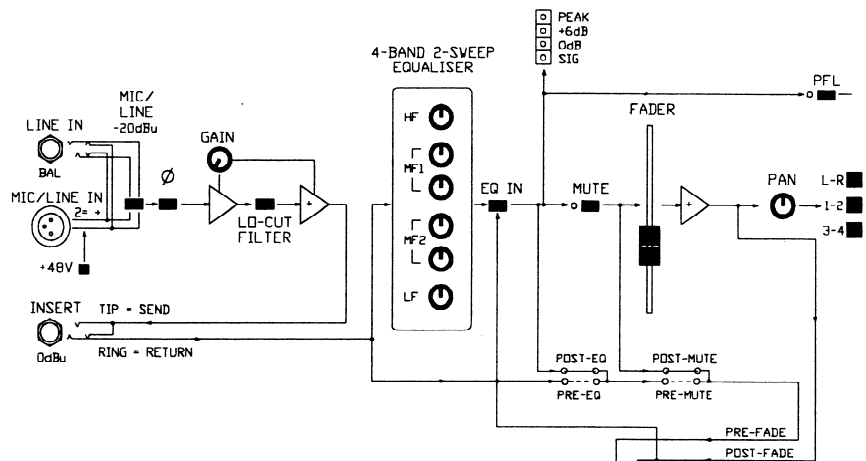 PEAK
+6dB
0dB
SIG
4-BAND 2-SWEEP
EQUALISER
PFL
MIC/
LINE
-20dBu
LINE IN
BAL
GAIN
Ø
HF
MF1
MF2
LF
FADER
MIC/LINE IN
2= +
+48V
LO-CUT
FILTER
EQ IN
MUTE
PAN
L-R
1-2
3-4
INSERT
0dBu
TIP = SEND
RING = RETURN
POST-EQ
PRE-EQ
POST-MUTE
PRE-MUTE
PRE-FADE
POST-FADE